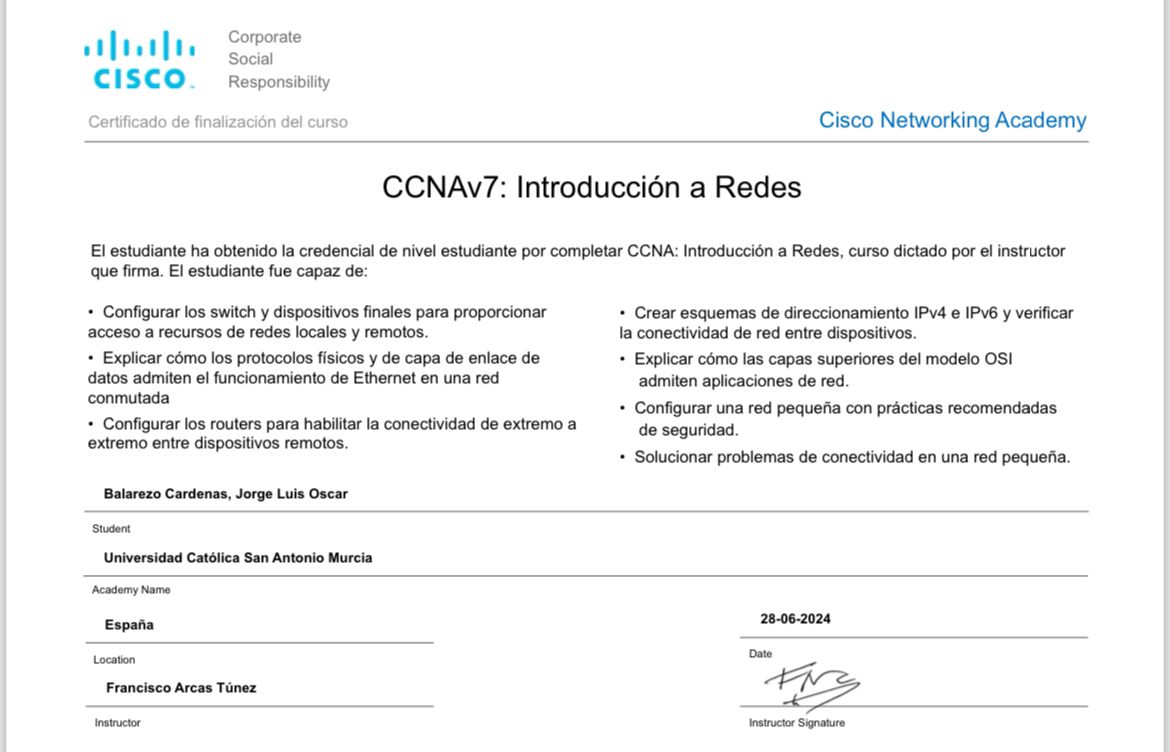 CISCO
Corporate
Social
Responsibility
Certificado de finalización del curso
Cisco Networking Academy
CCNAv7: Introducción a Redes
El estudiante ha obtenido la credencial de nivel estudiante por completar CCNA: Introducción a Redes, curso dictado por el instructor
que firma. El estudiante fue capaz de:
• Configurar los switch y dispositivos finales para proporcionar
acceso a recursos de redes locales y remotos.
• Explicar cómo los protocolos físicos y de capa de enlace de
datos admiten el funcionamiento de Ethernet en una red
conmutada
• Configurar los routers para habilitar la conectividad de extremo a
extremo entre dispositivos remotos.
• Crear esquemas de direccionamiento IPv4 e IPv6 y verificar
la conectividad de red entre dispositivos.
• Explicar cómo las capas superiores del modelo OSI
admiten aplicaciones de red.
• Configurar una red pequeña con prácticas recomendadas
de seguridad.
• Solucionar problemas de conectividad en una red pequeña.
Balarezo Cardenas, Jorge Luis Oscar
Student
Universidad Católica San Antonio Murcia
Academy Name
España
Location
28-06-2024
Date
Francisco Arcas Túnez
Instructor
Instructor Signature